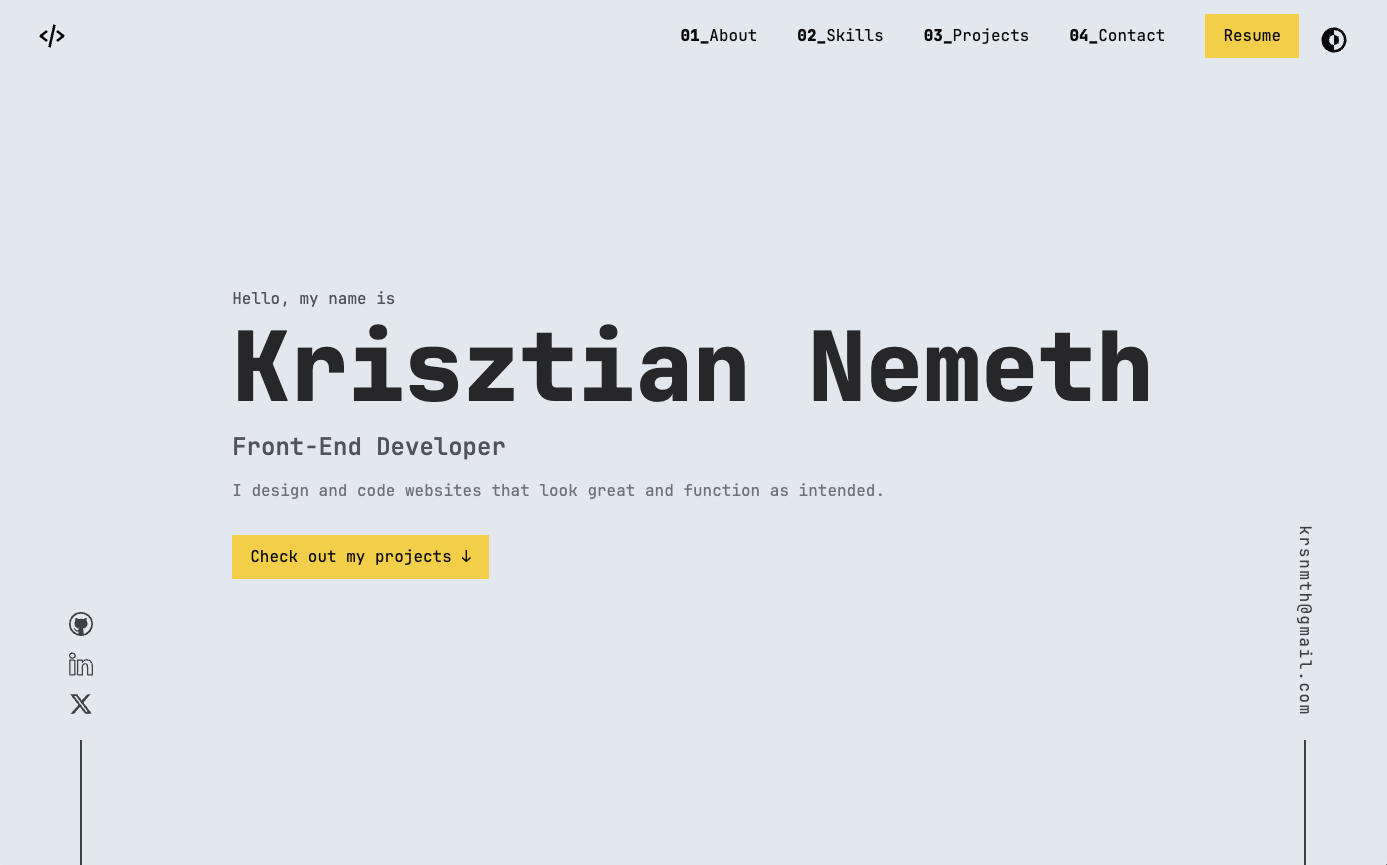 </>
01_About
02_Skills
03_Projects
04_Contact
Resume
Hello, my name is
Krisztian Nemeth
Front-End Developer
I design and code websites that look great and function as intended.
Check out my projects ↓
krsnmth@gmail.com
in
X